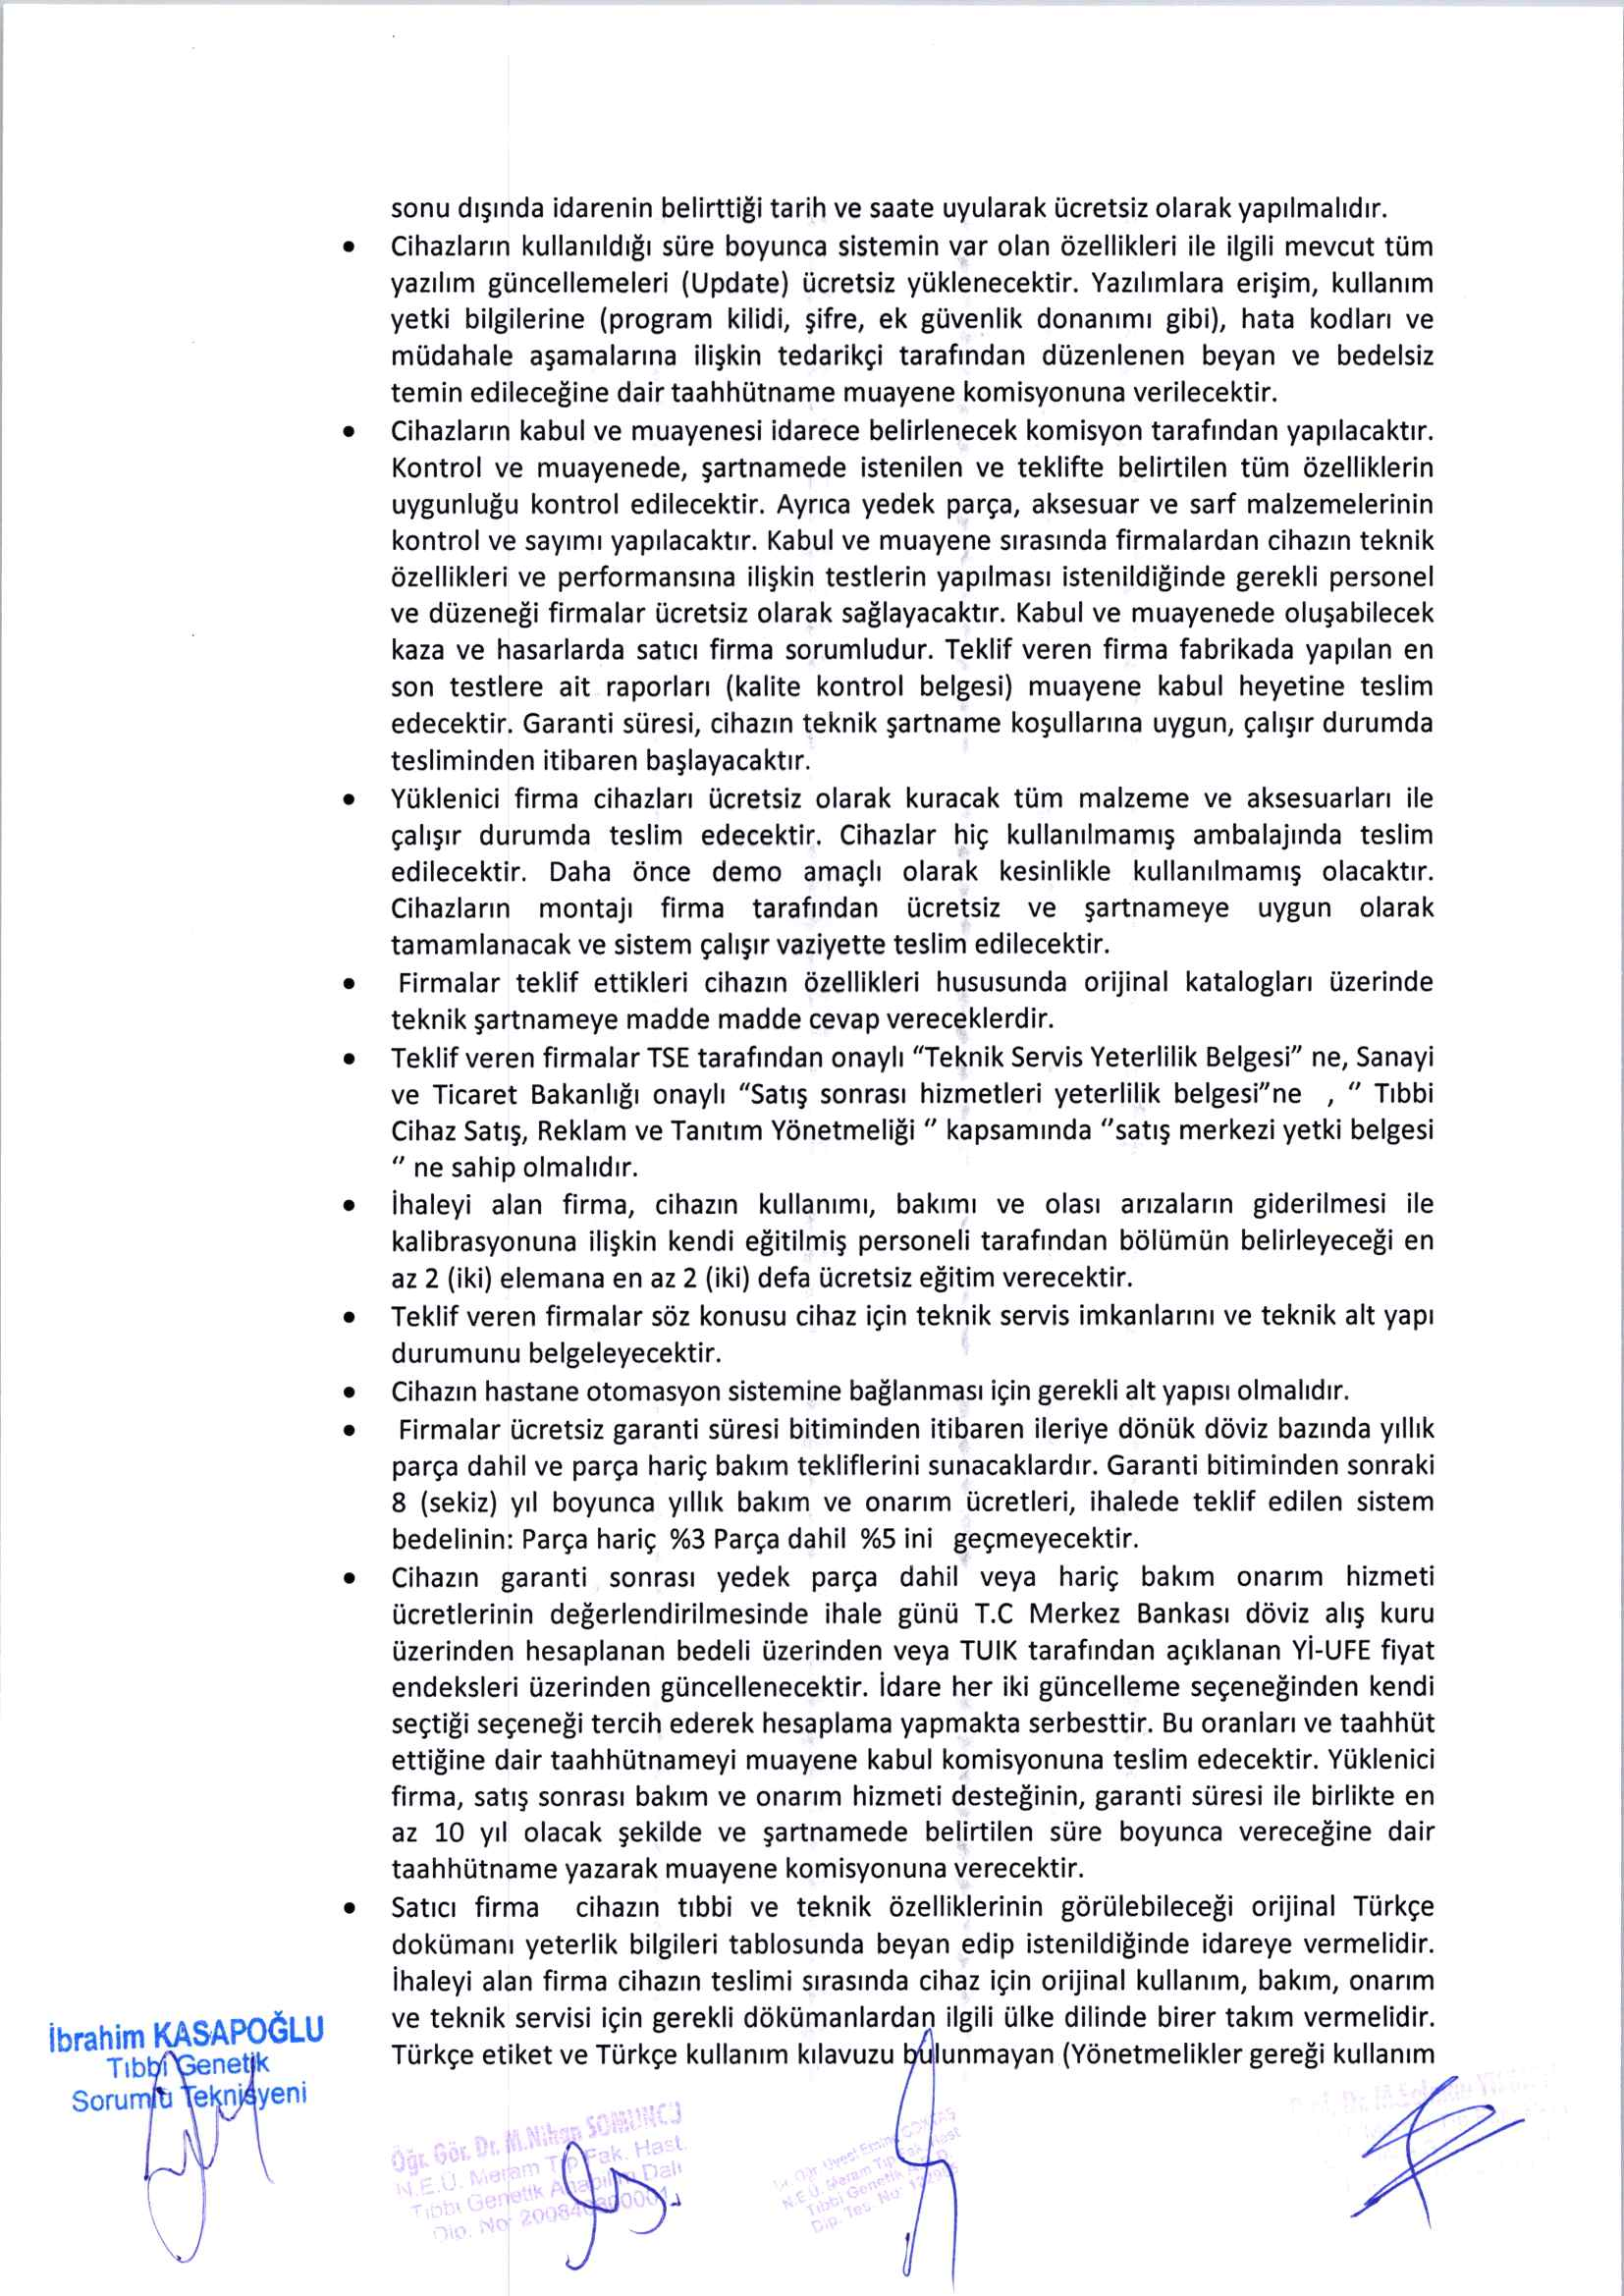 sonu dışında idarenin belirttiği tarih ve saate uyularak ücretsiz olarak yapılmalıdır.
• Cihazların kullanıldığı süre boyunca sistemin var olan özellikleri ile ilgili mevcut tüm
yazılım güncellemeleri (Update) ücretsiz yüklenecektir. Yazılımlara erişim, kullanım
yetki bilgilerine (program kilidi, şifre, ek güvenlik donanımı gibi), hata kodları ve
müdahale aşamalarına ilişkin tedarikçi tarafından düzenlenen beyan ve bedelsiz
temin edileceğine dair taahhütname muayene komisyonuna verilecektir.
• Cihazların kabul ve muayenesi idarece belirlenecek komisyon tarafından yapılacaktır.
Kontrol ve muayenede, şartnamede istenilen ve teklifte belirtilen tüm özelliklerin
uygunluğu kontrol edilecektir. Ayrıca yedek parça, aksesuar ve sarf malzemelerinin
kontrol ve sayımı yapılacaktır. Kabul ve muayene sırasında firmalardan cihazın teknik
özellikleri ve performansına ilişkin testlerin yapılması istenildiğinde gerekli personel
ve düzeneği firmalar ücretsiz olarak sağlayacaktır. Kabul ve muayenede oluşabilecek
kaza ve hasarlarda satıcı firma sorumludur. Teklif veren firma fabrikada yapılan en
son testlere ait raporları (kalite kontrol belgesi) muayene kabul heyetine teslim
edecektir. Garanti süresi, cihazın teknik şartname koşullarına uygun, çalışır durumda
tesliminden itibaren başlayacaktır.
• Yüklenici firma cihazları ücretsiz olarak kuracak tüm malzeme ve aksesuarları ile
çalışır durumda teslim edecektir. Cihazlar hiç kullanılmamış ambalajında teslim
edilecektir. Daha önce demo amaçlı olarak kesinlikle kullanılmamış olacaktır.
Cihazların montajı firma tarafından ücretsiz ve şartnameye uygun olarak
tamamlanacak ve sistem çalışır vaziyette teslim edilecektir.
• Firmalar teklif ettikleri cihazın özellikleri hususunda orijinal katalogları üzerinde
teknik şartnameye madde madde cevap vereceklerdir.
• Teklif veren firmalar TSE tarafından onaylı “Teknik Servis Yeterlilik Belgesi” ne, Sanayi
ve Ticaret Bakanlığı onaylı “Satış sonrası hizmetleri yeterlilik belgesi”ne , “ Tıbbi
Cihaz Satış, Reklam ve Tanıtım Yönetmeliği “ kapsamında “satış merkezi yetki belgesi
“ ne sahip olmalıdır.
• İhaleyi alan firma, cihazın kullanımı, bakımı ve olası arızaların giderilmesi ile
kalibrasyonuna ilişkin kendi eğitilmiş personeli tarafından bölümün belirleyeceği en
az 2 (iki) elemana en az 2 (iki) defa ücretsiz eğitim verecektir.
• Teklif veren firmalar söz konusu cihaz için teknik servis imkanlarını ve teknik alt yapı
durumunu belgeleyecektir.
• Cihazın hastane otomasyon sistemine bağlanması için gerekli alt yapısı olmalıdır.
• Firmalar ücretsiz garanti süresi bitiminden itibaren ileriye dönük döviz bazında yıllık
parça dahil ve parça hariç bakım tekliflerini sunacaklardır. Garanti bitiminden sonraki
8 (sekiz) yıl boyunca yıllık bakım ve onarım ücretleri, ihalede teklif edilen sistem
bedelinin: Parça hariç %3 Parça dahil %5 ini geçmeyecektir.
• Cihazın garanti sonrası yedek parça dahil veya hariç bakım onarım hizmeti
ücretlerinin değerlendirilmesinde ihale günü T.C Merkez Bankası döviz alış kuru
üzerinden hesaplanan bedeli üzerinden veya TUIK tarafından açıklanan Yİ-UFE fiyat
endeksleri üzerinden güncellenecektir. İdare her iki güncelleme seçeneğinden kendi
seçtiği seçeneği tercih ederek hesaplama yapmakta serbesttir. Bu oranları ve taahhüt
ettiğine dair taahhütnameyi muayene kabul komisyonuna teslim edecektir. Yüklenici
firma, satış sonrası bakım ve onarım hizmeti desteğinin, garanti süresi ile birlikte en
az 10 yıl olacak şekilde ve şartnamede belirtilen süre boyunca vereceğine dair
taahhütname yazarak muayene komisyonuna verecektir.
• Satıcı firma cihazın tıbbi ve teknik özelliklerinin görülebileceği orijinal Türkçe
dokümanı yeterlik bilgileri tablosunda beyan edip istenildiğinde idareye vermelidir.
İhaleyi alan firma cihazın teslimi sırasında cihaz için orijinal kullanım, bakım, onarım
ve teknik servisi için gerekli dökümanlardan ilgili ülke dilinde birer takım vermelidir.
Türkçe etiket ve Türkçe kullanım kılavuzu bulunmayan (Yönetmelikler gereği kullanım
İbrahim KASAPOĞLU
Tıbbi Genetik
Sorumlu Teknisyeni
Öğr. Gör. Dr. M.Nihan SOMUNCU
N.E.Ü. Meram Tıp Fak. Hast.
Tıbbi Genetik Anabilim Dalı
Dip. No:
N.E.Ü. Meram Tıp Fak. Hast
Tıbbi Genetik
Dip. Tes. No: